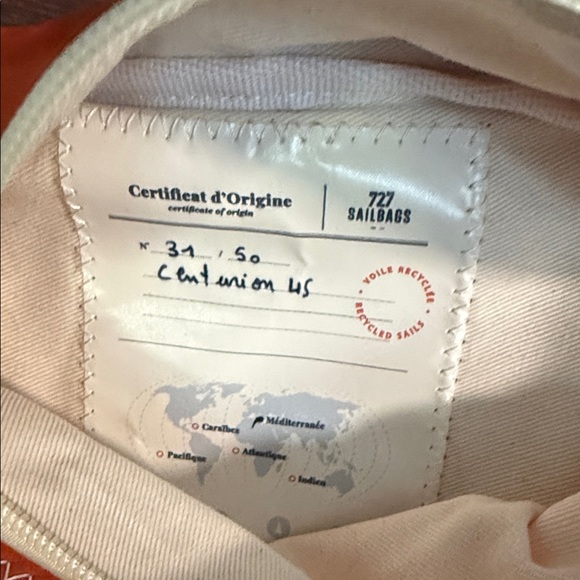 Certificat d'Origine
certificate of origin
727
SAILBAGS
N° 31 / 50
Centurion 45
VOILE RECYCLÉE
RECYCLED SAILS
Caraïbes
Méditerranée
Pacifique
Atlantique
Indien